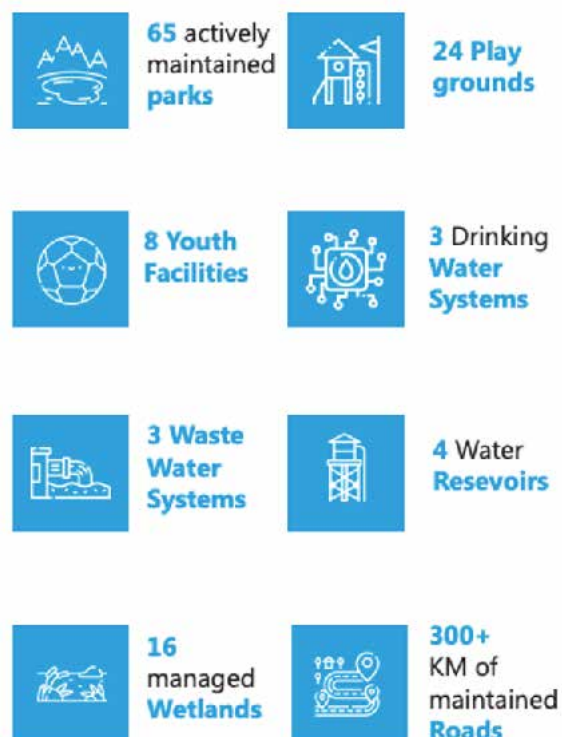 65 actively
maintained
parks
24 Play
grounds
8 Youth
Facilities
3 Drinking
Water
Systems
3 Waste
Water
Systems
4 Water
Resevoirs
16
managed
Wetlands
300+
KM of
maintained
Roads